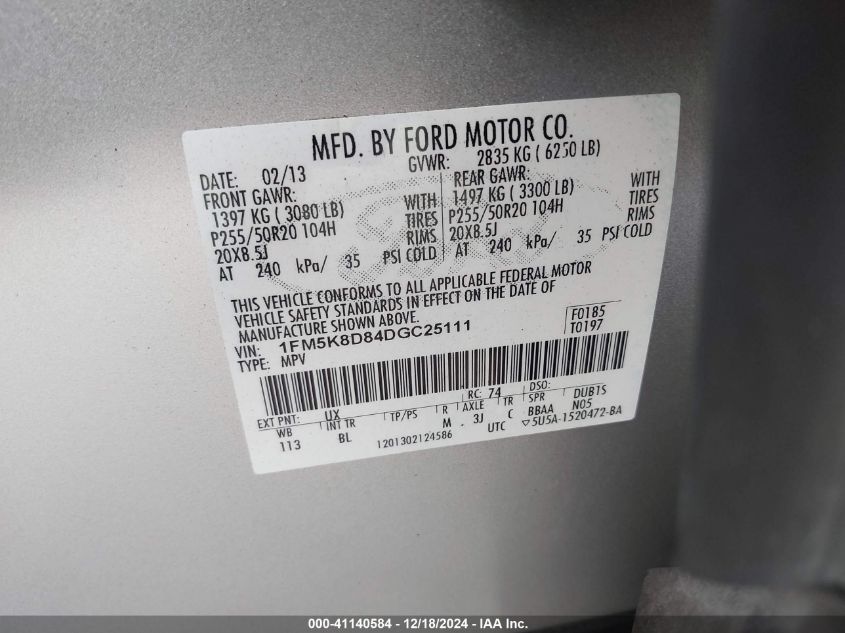 MFD. BY FORD MOTOR CO.
DATE: 02/13 GVWR: 2835 KG ( 6250 LB)
FRONT GAWR: REAR GAWR:
1397 KG ( 3080 LB) WITH 1497 KG ( 3300 LB) WITH
P255/50R20 104H TIRES P255/50R20 104H TIRES
20X8.5J RIMS 20X8.5J RIMS
AT 240 kPa/ 35 PSI COLD AT 240 kPa/ 35 PSI COLD
THIS VEHICLE CONFORMS TO ALL APPLICABLE FEDERAL MOTOR
VEHICLE SAFETY STANDARDS IN EFFECT ON THE DATE OF
MANUFACTURE SHOWN ABOVE.
F0185
VIN: 1FM5K8D84DGC25111 T0197
TYPE: MPV
EXT PNT: UX RC: 74 DSO:
WB INT TR TP/PS R AXLE TR SPR DUB1S
113 BL M . 3J C BBAA N05
1201302124586 UTC ▽5U5A-1520472-BA
000-41140584 - 12/18/2024 - IAA Inc.